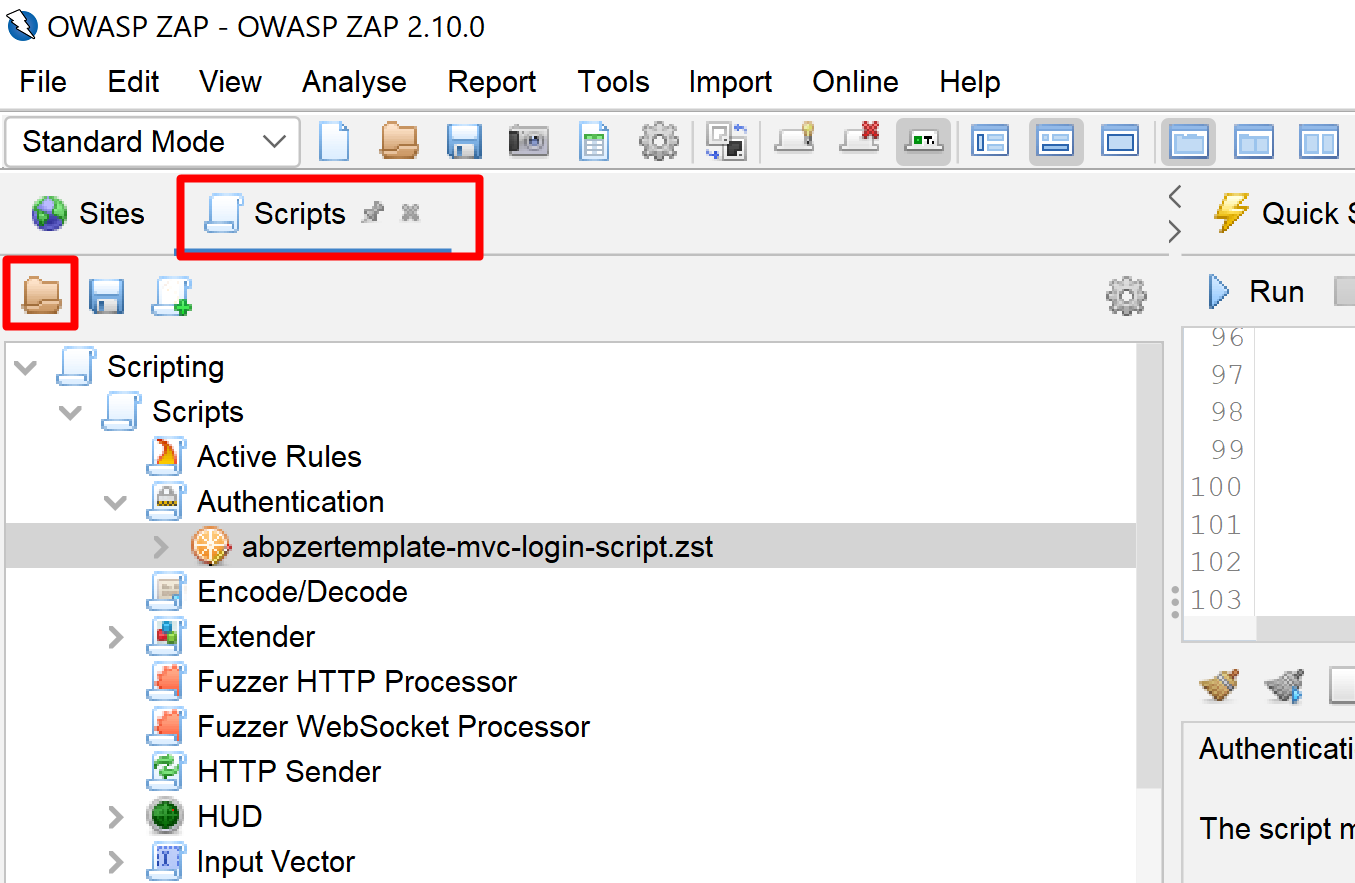 OWASP ZAP - OWASP ZAP 2.10.0
File Edit View Analyse Report Tools Import Online Help
Standard Mode
Sites Scripts Quick S
Run
Scripting
Scripts
Active Rules
Authentication
abpzertemplate-mvc-login-script.zst
Encode/Decode
Extender
Fuzzer HTTP Processor
Fuzzer WebSocket Processor
HTTP Sender
HUD
Input Vector
96
97
98
99
100
101
102
103
Authenticati
The script m